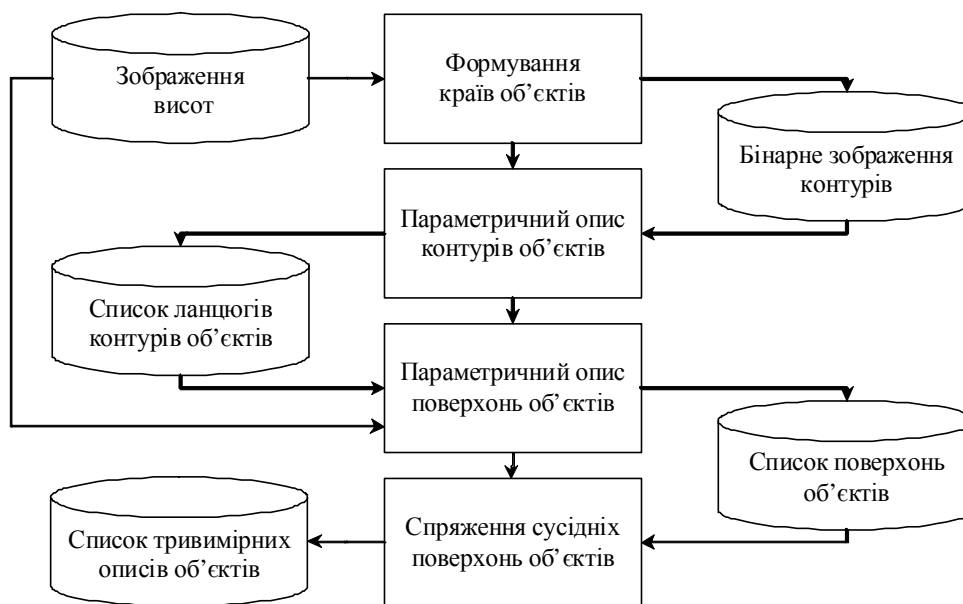 Зображення
висот
Формування
країв об’єктів
Бінарне зображення
контурів
Параметричний опис
контурів об’єктів
Список ланцюгів
контурів об’єктів
Параметричний опис
поверхонь об’єктів
Список поверхонь
об’єктів
Спряження сусідніх
поверхонь об’єктів
Список тривимірних
описів об’єктів